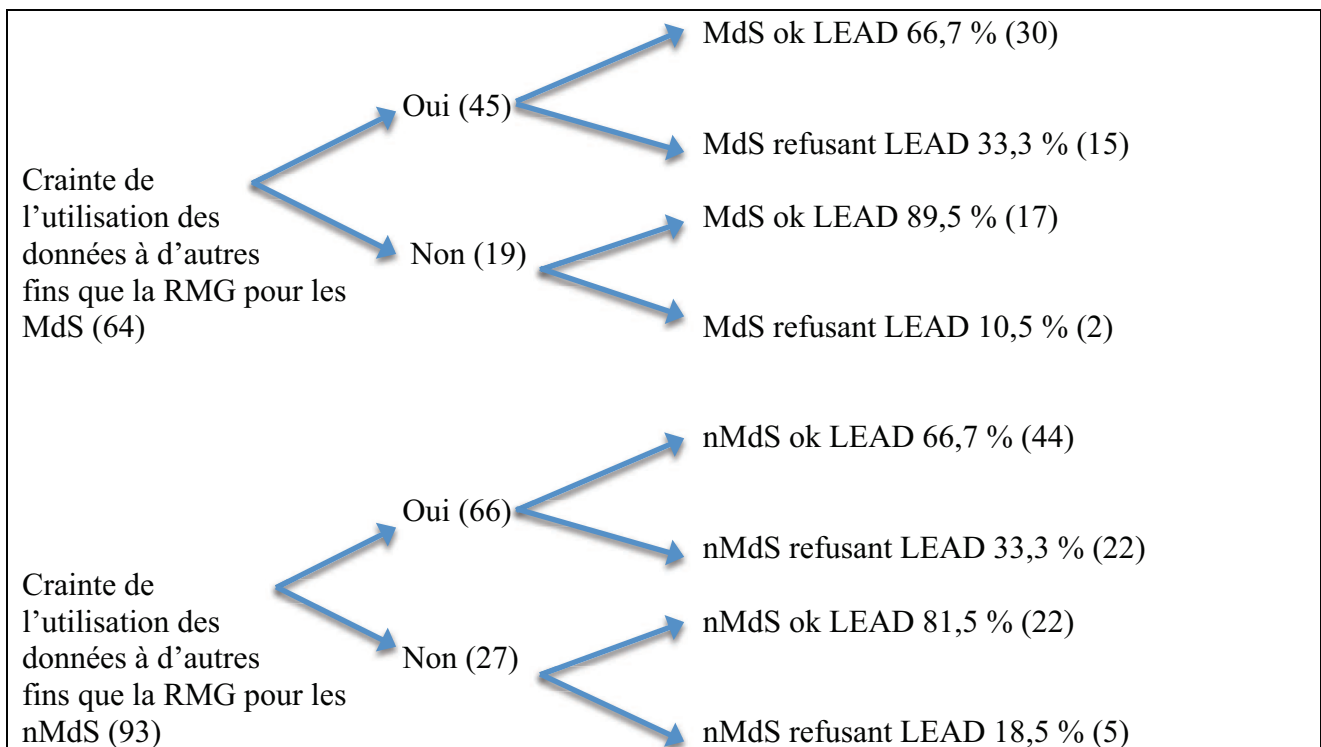 MdS ok LEAD 66,7 % (30)
Oui (45)
MdS refusant LEAD 33,3 % (15)
Crainte de
l’utilisation des
données à d’autres
fins que la RMG pour les
MdS (64)
MdS ok LEAD 89,5 % (17)
Non (19)
MdS refusant LEAD 10,5 % (2)
nMdS ok LEAD 66,7 % (44)
Oui (66)
nMdS refusant LEAD 33,3 % (22)
Crainte de
l’utilisation des
données à d’autres
fins que la RMG pour les
nMdS (93)
nMdS ok LEAD 81,5 % (22)
Non (27)
nMdS refusant LEAD 18,5 % (5)